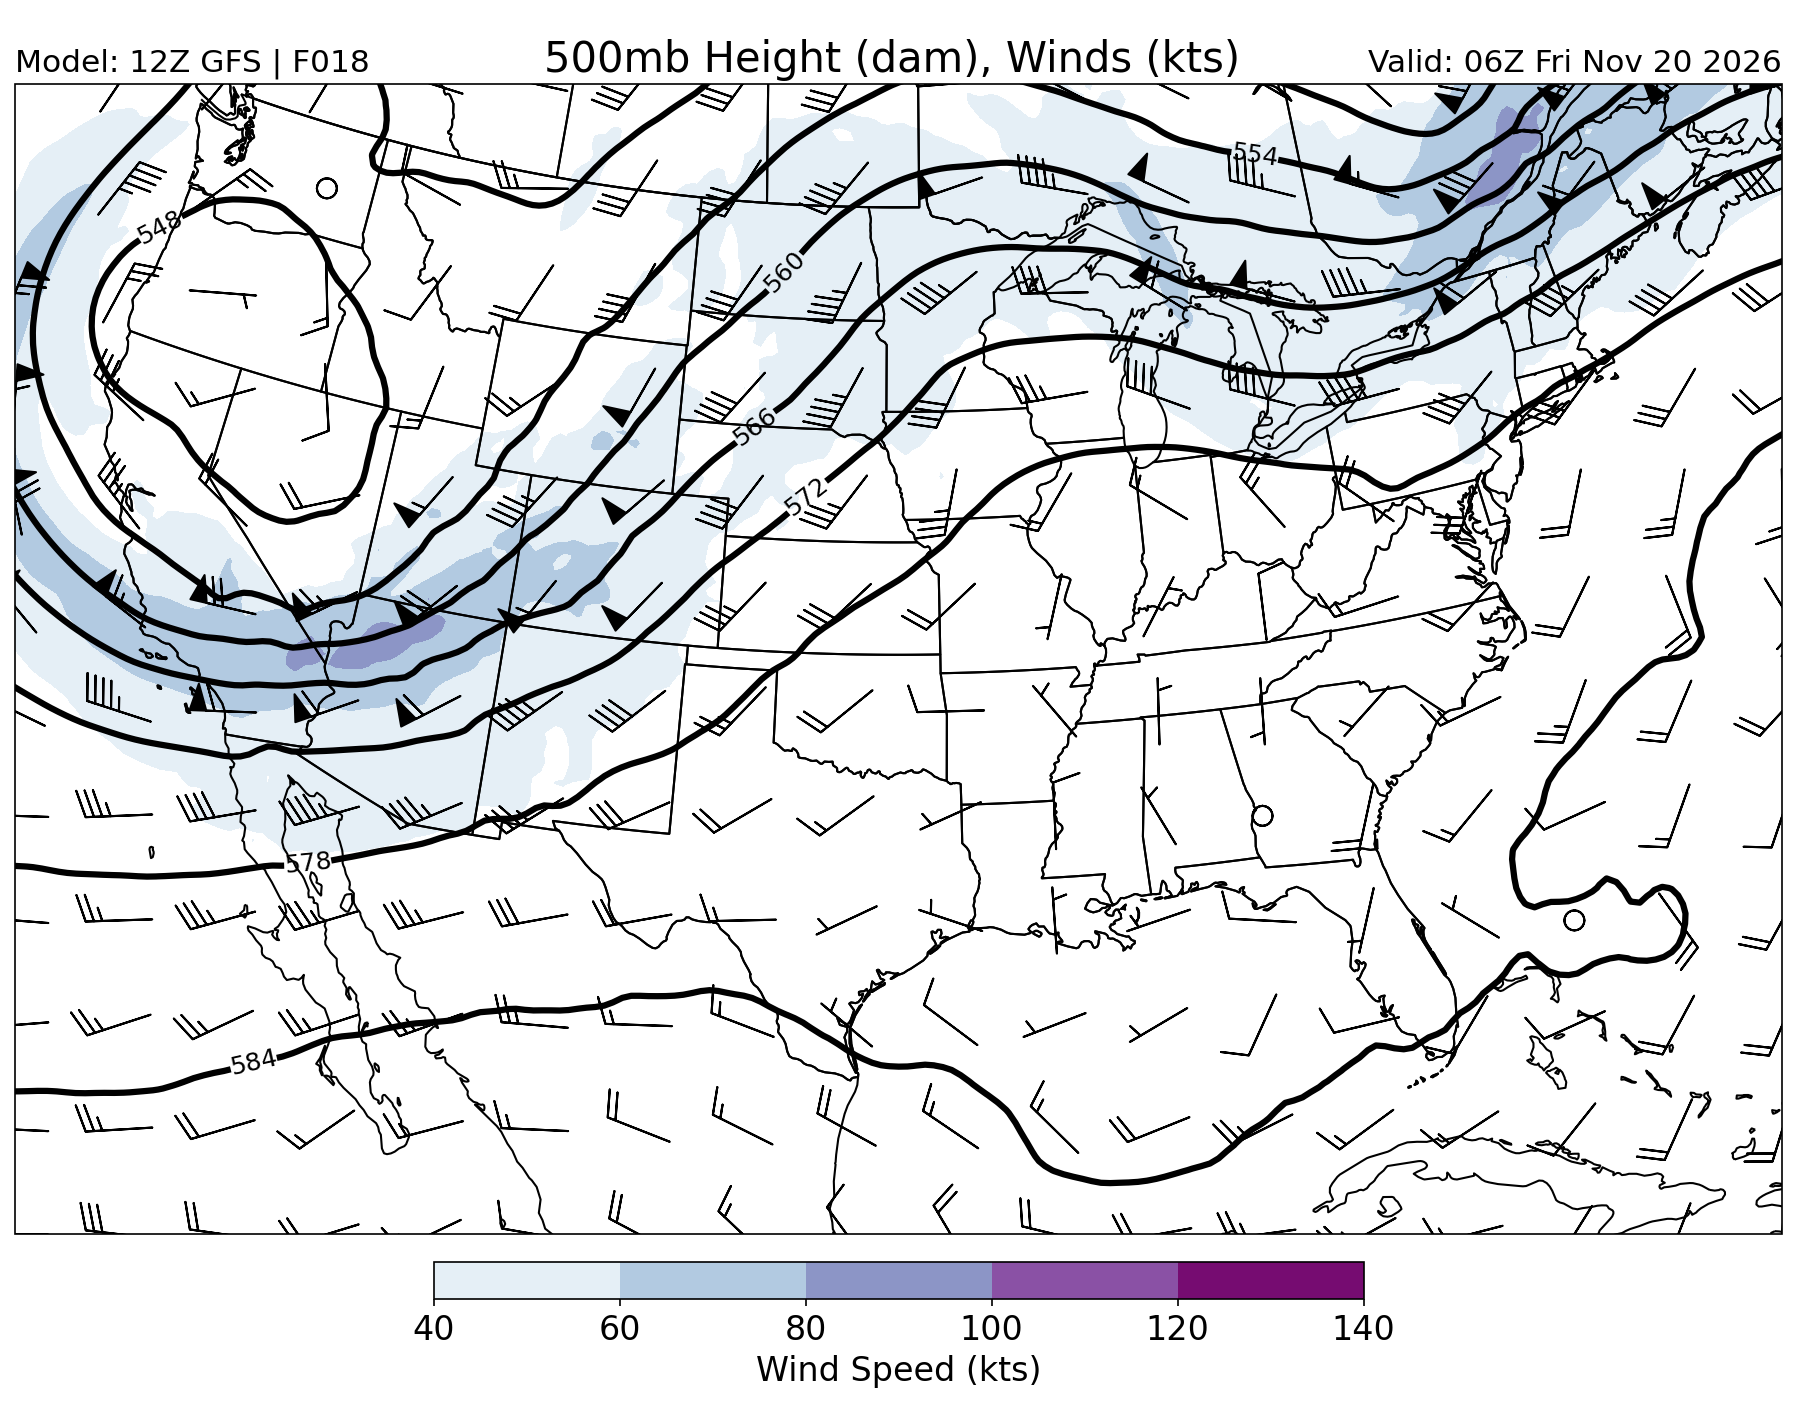 Model: 12Z GFS | F018
500mb Height (dam), Winds (kts)
Valid: 06Z Fri Nov 20 2026
554
548
560
566
572
578
584
40 60 80 100 120 140
Wind Speed (kts)